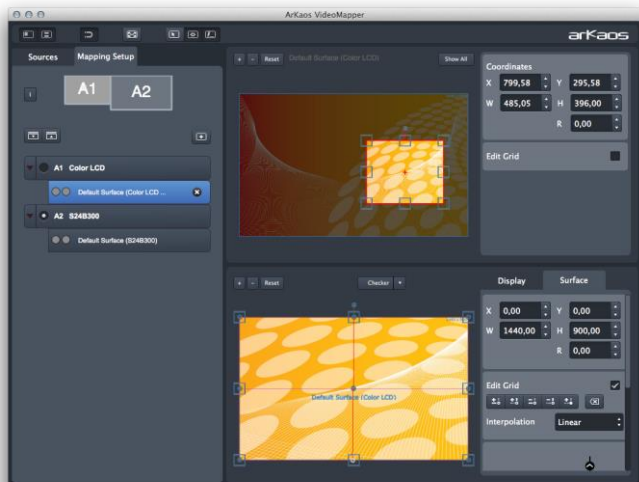 ArKaos VideoMapper
arkaos
Sources
Mapping Setup
+
-
Reset
Default Surface (Color LCD)
Show All
A1
A2
Coordinates
X 799,58 Y 295,58
W 485,05 H 396,00
R 0,00
Edit Grid
A1 Color LCD
Default Surface (Color LCD ...
A2 S24B300
Default Surface (S24B300)
+
-
Reset
Checker
Display
Surface
X 0,00 Y 0,00
W 1440,00 H 900,00
R 0,00
Edit Grid
Interpolation Linear
Default Surface (Color LCD)